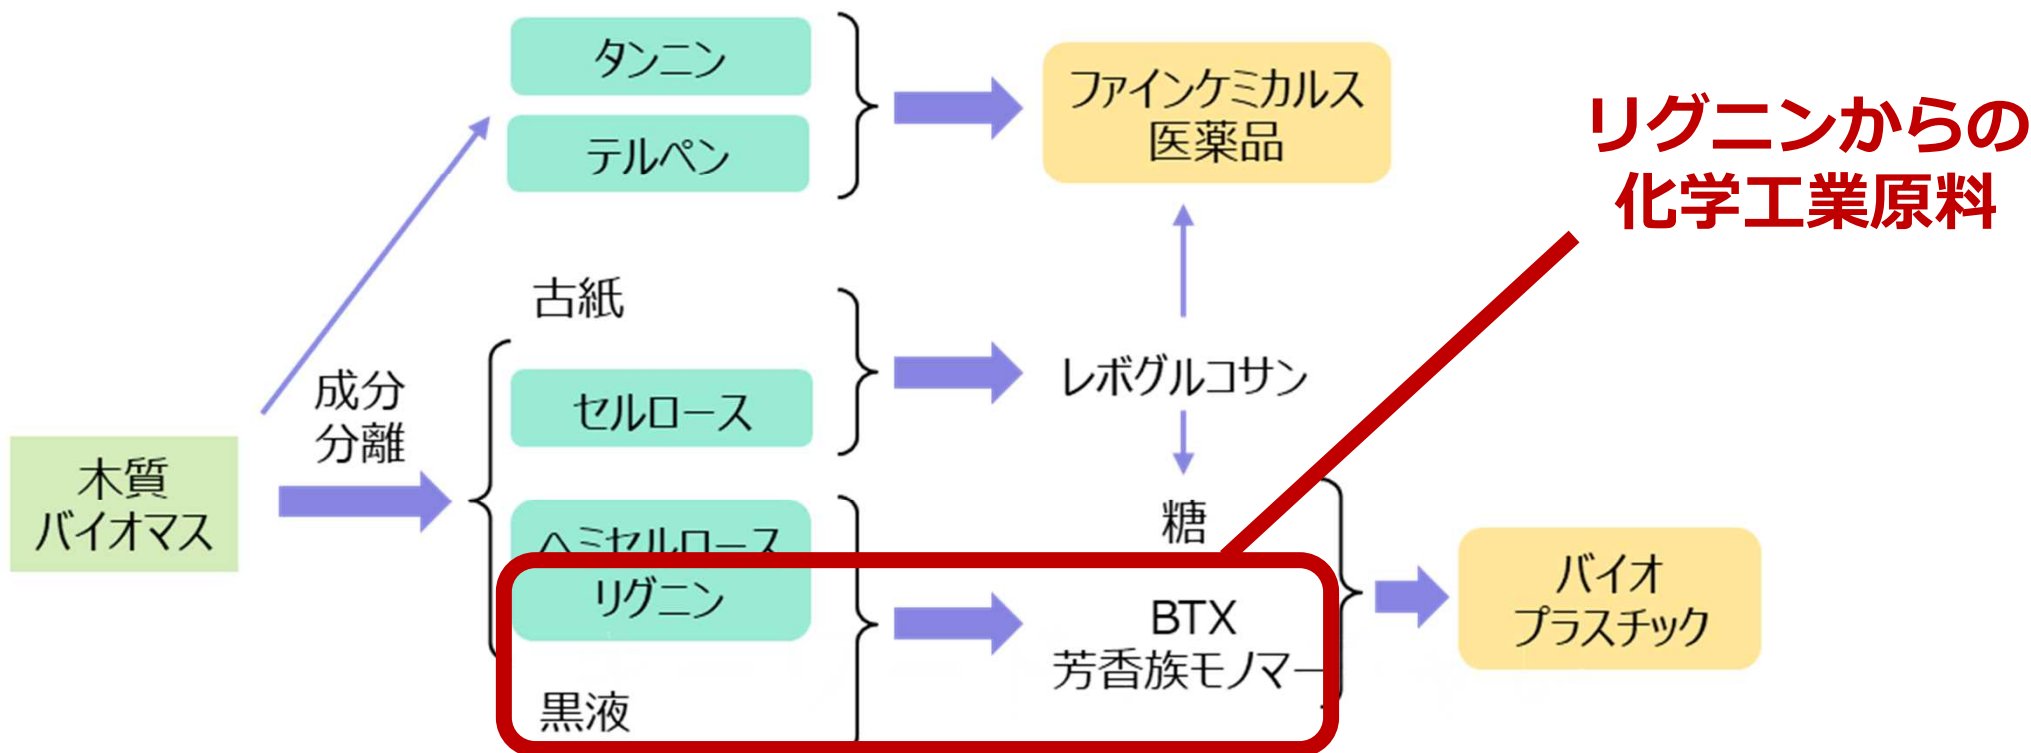 タンニン
テルペン
ファインケミカルス
医薬品
リグニンからの
化学工業原料
古紙
成分
分離
セルロース
レボグルコサン
木質
バイオマス
ヘミセルロース
リグニン
糖
BTX
芳香族モノマー
バイオ
プラスチック
黒液